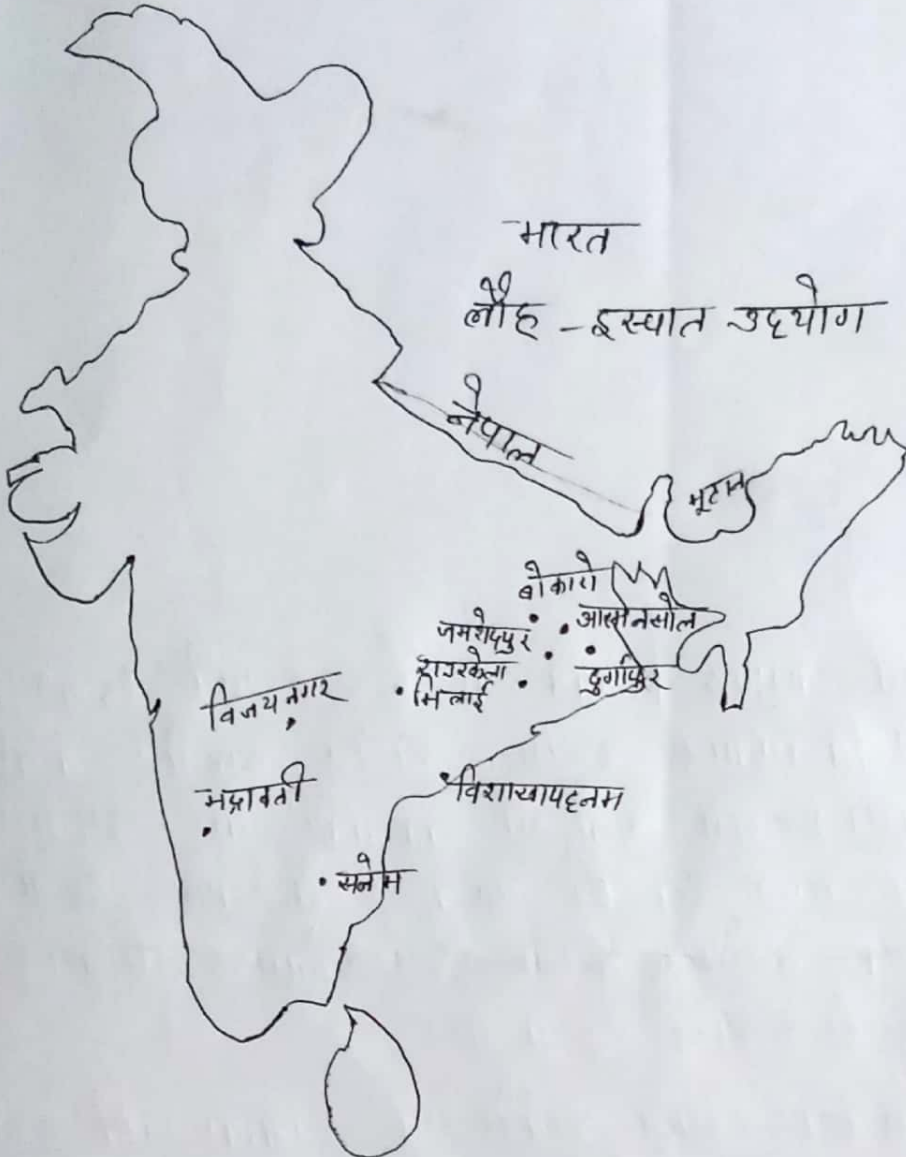 भारत
लौह - इस्पात उद्योग
नेपाल
भूटान
बोकारो
आसनसोल
जमशेदपुर
राउरकेला
दुर्गापुर
भिलाई
विजयनगर
भद्रावती
विशाखापट्टनम
सलेम